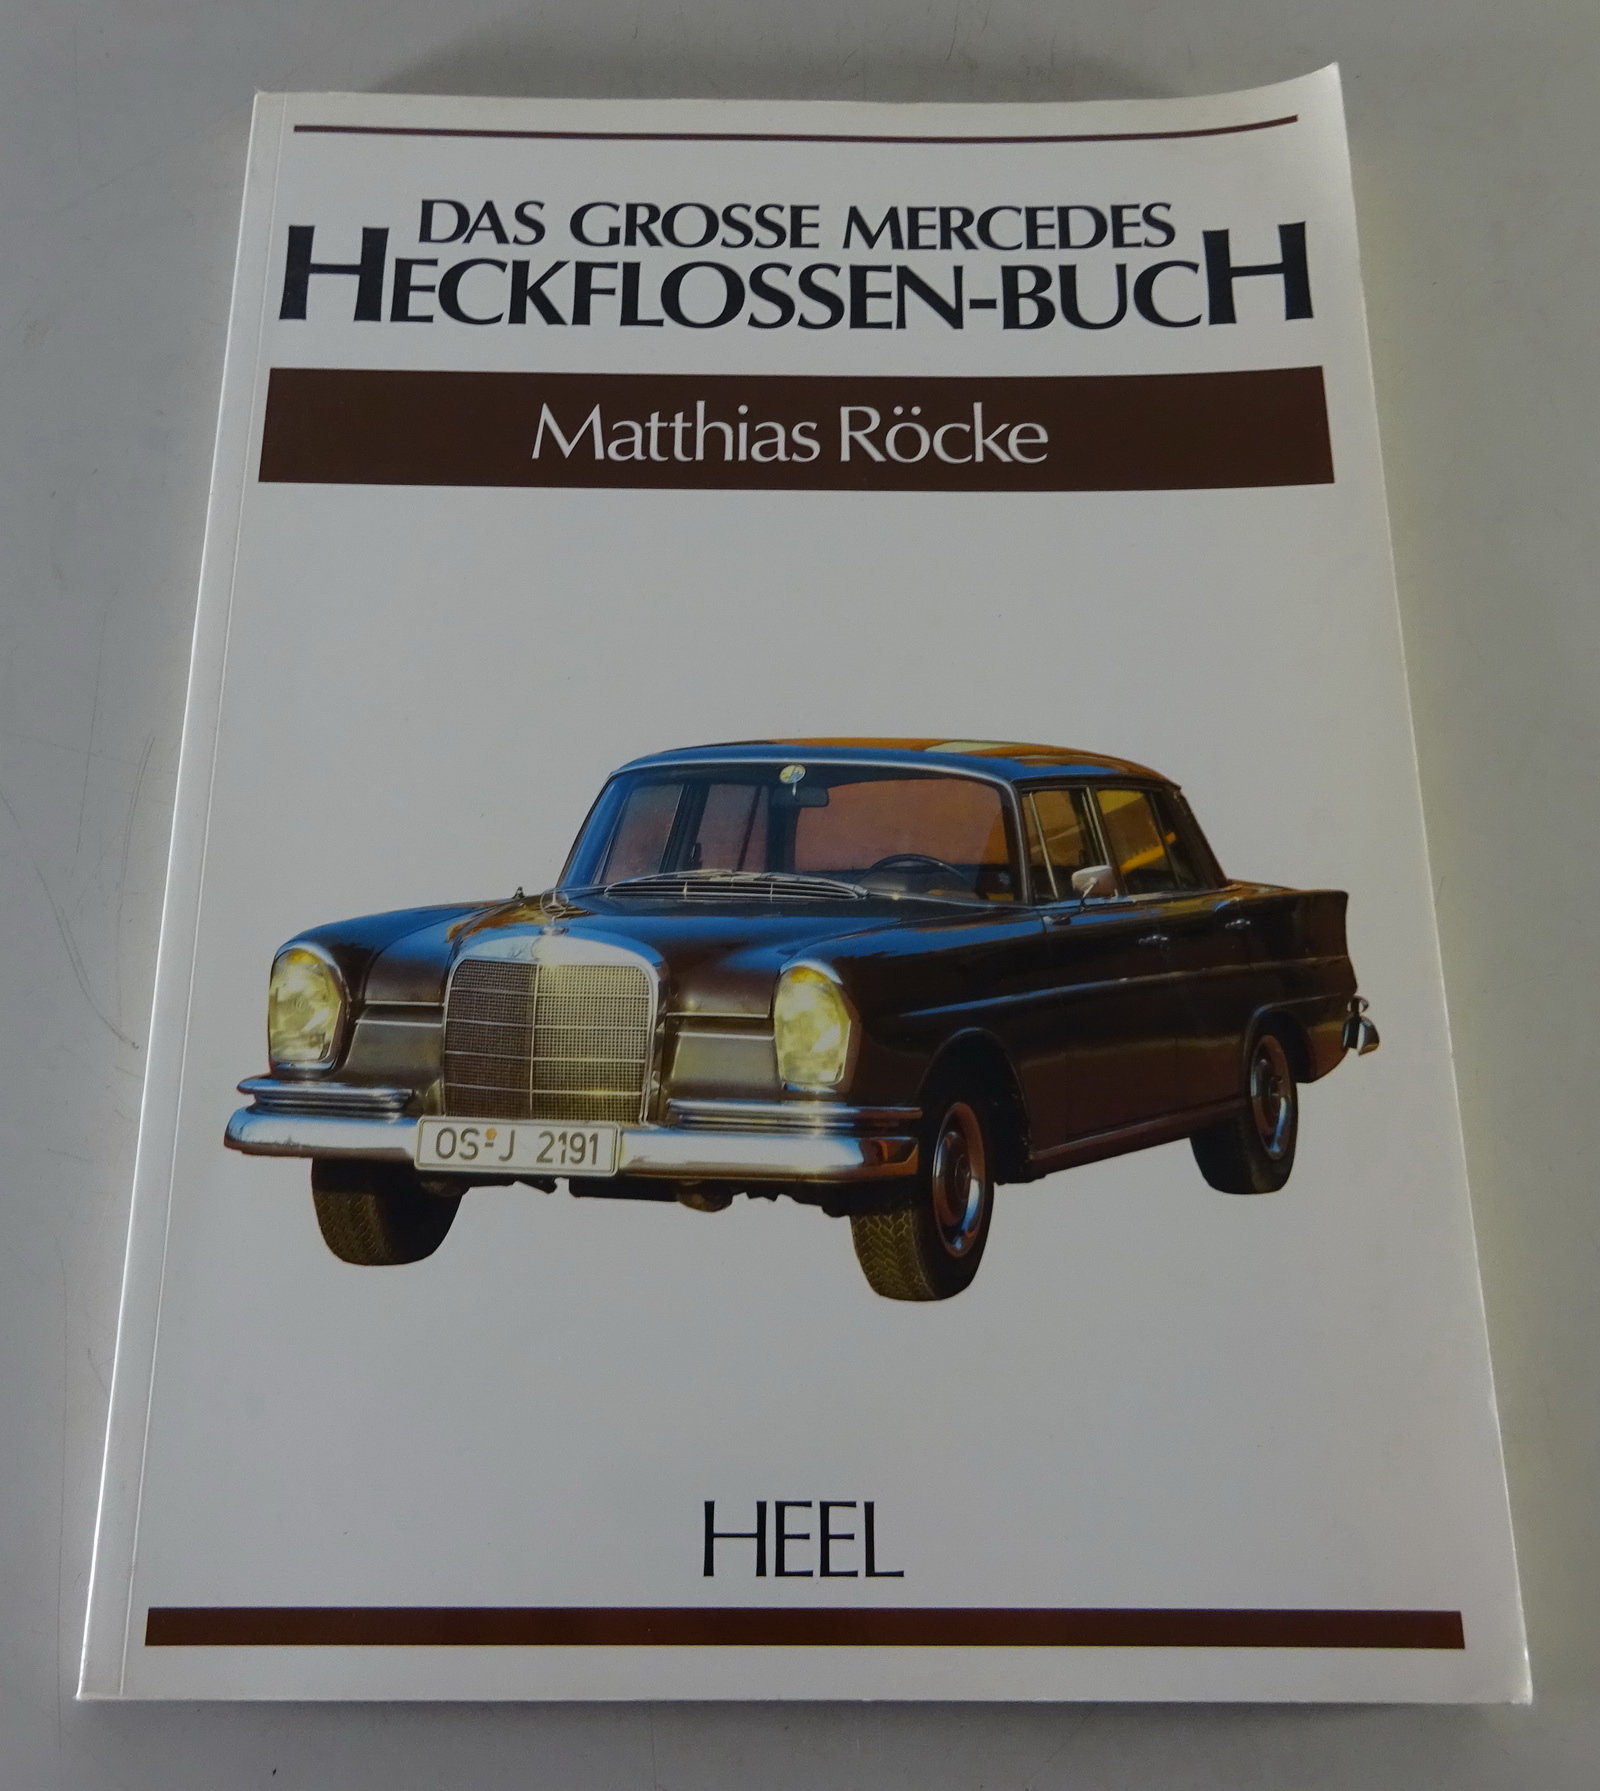 DAS GROSSE MERCEDES
HECKFLOSSEN-BUCH
Matthias Röcke
OS-J 2191
HEEL